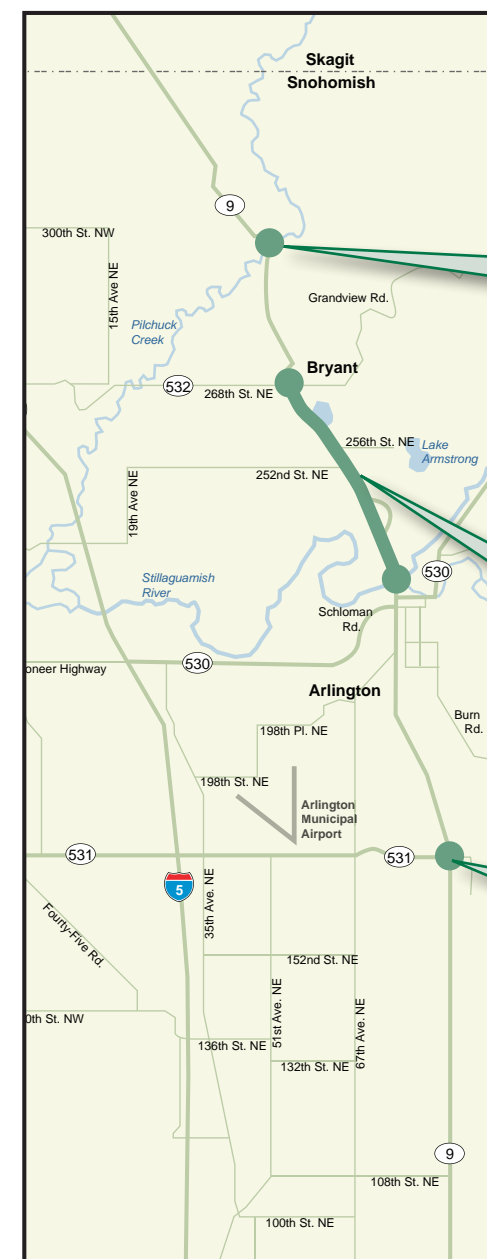 Skagit
Snohomish
9
300th St. NW
15th Ave NE
Grandview Rd.
Pilchuck
Creek
Bryant
532
268th St. NE
256th St. NE
Lake
Armstrong
252nd St. NE
19th Ave NE
530
Stillaguamish
River
Schloman
Rd.
530
oneer Highway
Arlington
Burn
Rd.
198th Pl. NE
198th St. NE
Arlington
Municipal
Airport
531
531
5
35th Ave. NE
Fourty-Five Rd.
152nd St. NE
51st Ave. NE
67th Ave. NE
0th St. NW
136th St. NE
132th St. NE
9
108th St. NE
100th St. NE